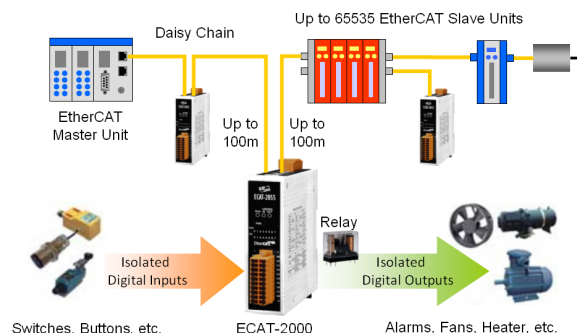 Up to 65535 EtherCAT Slave Units
Daisy Chain
EtherCAT
Master Unit
Up to
100m
Up to
100m
ECAT-2055
Relay
Isolated
Digital Inputs
Isolated
Digital Outputs
Switches, Buttons, etc.
ECAT-2000
Alarms, Fans, Heater, etc.